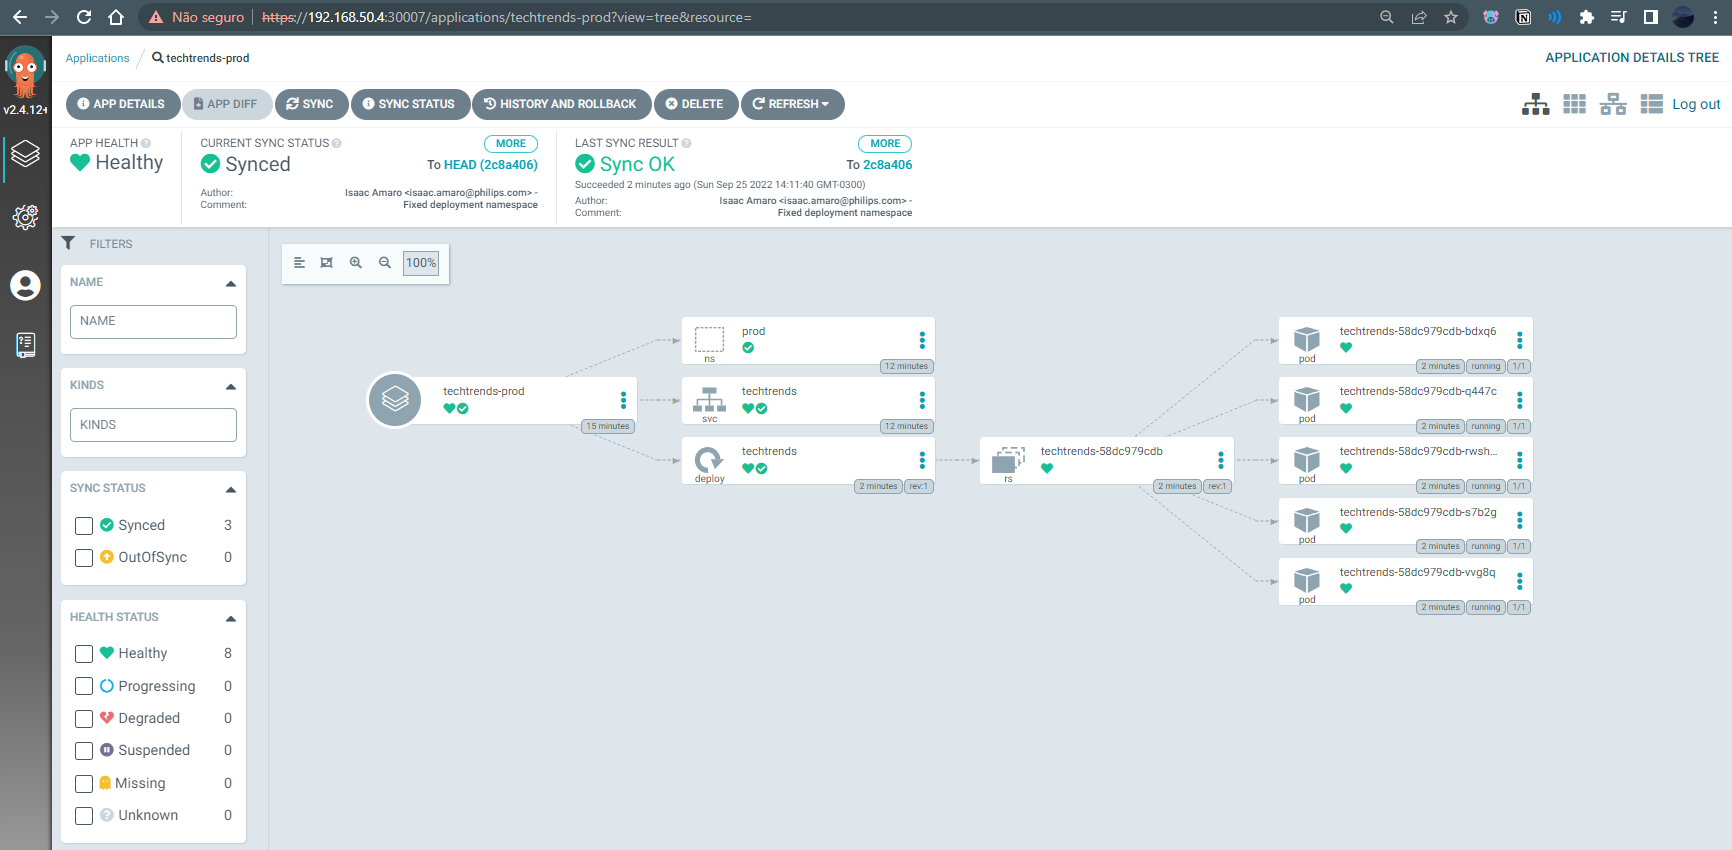 Não seguro https://192.168.50.4:30007/applications/techtrends-prod?view=tree&resource=
v2.4.12+
Applications / techtrends-prod
APPLICATION DETAILS TREE
APP DETAILS
APP DIFF
SYNC
SYNC STATUS
HISTORY AND ROLLBACK
DELETE
REFRESH
Log out
APP HEALTH
Healthy
CURRENT SYNC STATUS
MORE
Synced
To HEAD (2c8a406)
Author: Isaac Amaro <isaac.amaro@philips.com> -
Comment: Fixed deployment namespace
LAST SYNC RESULT
MORE
Sync OK
To 2c8a406
Succeeded 2 minutes ago (Sun Sep 25 2022 14:11:40 GMT-0300)
Author: Isaac Amaro <isaac.amaro@philips.com> -
Comment: Fixed deployment namespace
FILTERS
NAME
NAME
KINDS
KINDS
SYNC STATUS
Synced 3
OutOfSync 0
HEALTH STATUS
Healthy 8
Progressing 0
Degraded 0
Suspended 0
Missing 0
Unknown 0
100%
techtrends-prod
15 minutes
prod
ns
12 minutes
techtrends
svc
12 minutes
techtrends
deploy
2 minutes rev:1
techtrends-58dc979cdb
rs
2 minutes rev:1
techtrends-58dc979cdb-bdxq6
pod
2 minutes running 1/1
techtrends-58dc979cdb-q447c
pod
2 minutes running 1/1
techtrends-58dc979cdb-rwsh...
pod
2 minutes running 1/1
techtrends-58dc979cdb-s7b2g
pod
2 minutes running 1/1
techtrends-58dc979cdb-vvg8q
pod
2 minutes running 1/1